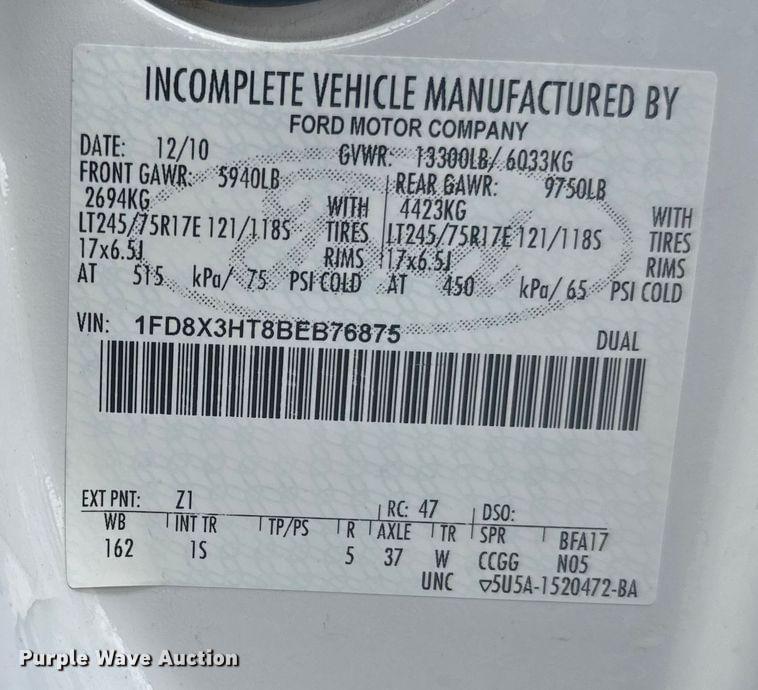 INCOMPLETE VEHICLE MANUFACTURED BY
FORD MOTOR COMPANY
DATE: 12/10 GVWR: 13300LB/ 6033KG
FRONT GAWR: 5940LB REAR GAWR: 9750LB
2694KG WITH 4423KG WITH
LT245/75R17E 121/118S TIRES LT245/75R17E 121/118S TIRES
17x6.5J RIMS 17x6.5J RIMS
AT 515 kPa/ 75 PSI COLD AT 450 kPa/ 65 PSI COLD
VIN: 1FD8X3HT8BEB76875 DUAL
EXT PNT: Z1 RC: 47 DSO:
WB INT TR TP/PS R AXLE TR SPR BFA17
162 1S 5 37 W CCGG N05
UNC ▽5U5A-1520472-BA
Purple Wave Auction